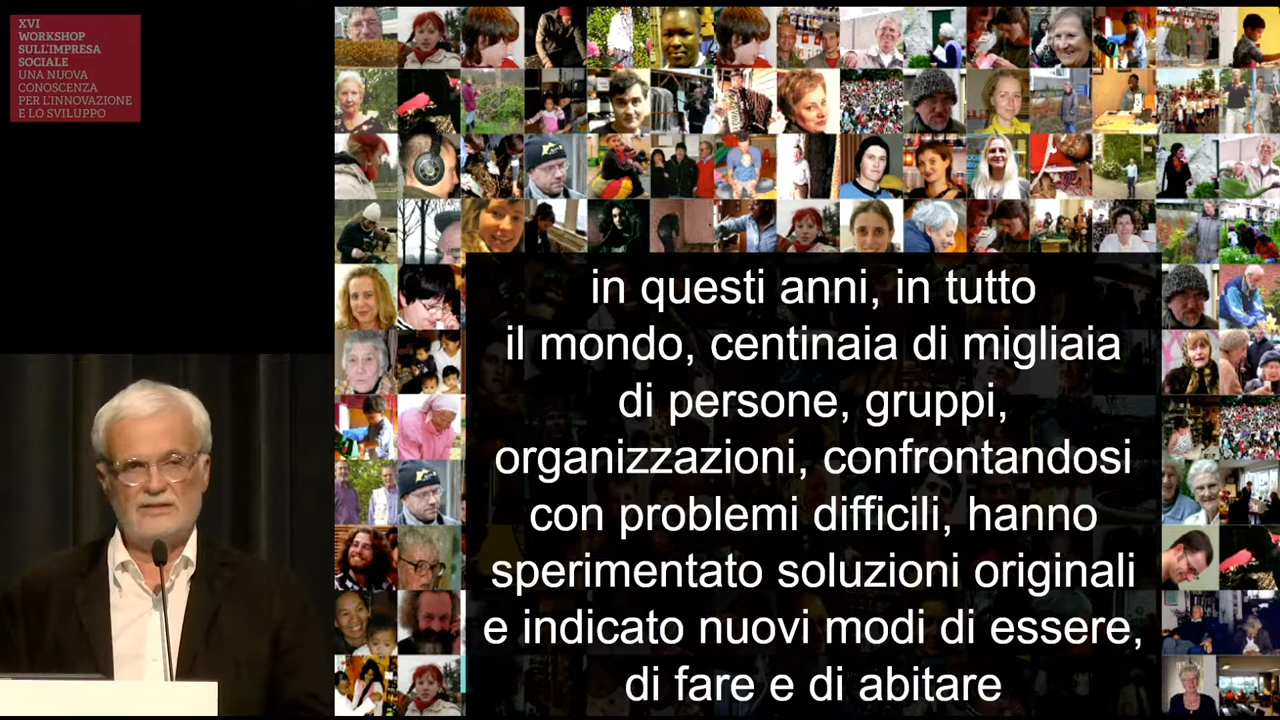 XVI
WORKSHOP
SULL'IMPRESA
SOCIALE
UNA NUOVA
CONOSCENZA
PER L'INNOVAZIONE
E LO SVILUPPO
in questi anni, in tutto
il mondo, centinaia di migliaia
di persone, gruppi,
organizzazioni, confrontandosi
con problemi difficili, hanno
sperimentato soluzioni originali
e indicato nuovi modi di essere,
di fare e di abitare